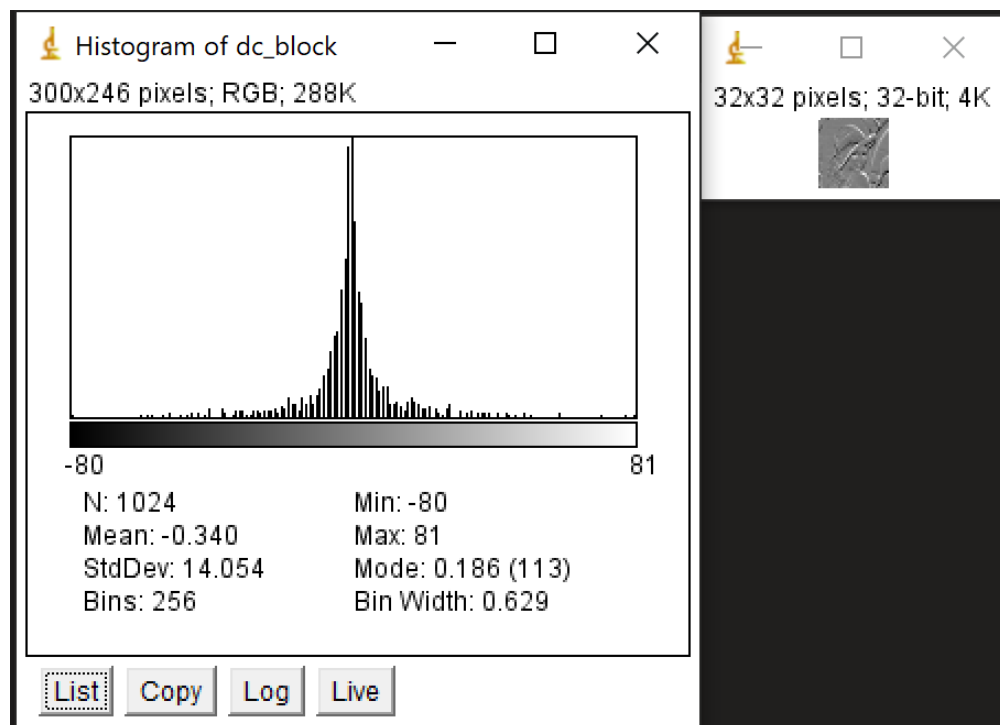 Histogram of dc_block
300x246 pixels; RGB; 288K
-80 81
N: 1024 Min: -80
Mean: -0.340 Max: 81
StdDev: 14.054 Mode: 0.186 (113)
Bins: 256 Bin Width: 0.629
List Copy Log Live
32x32 pixels; 32-bit; 4K